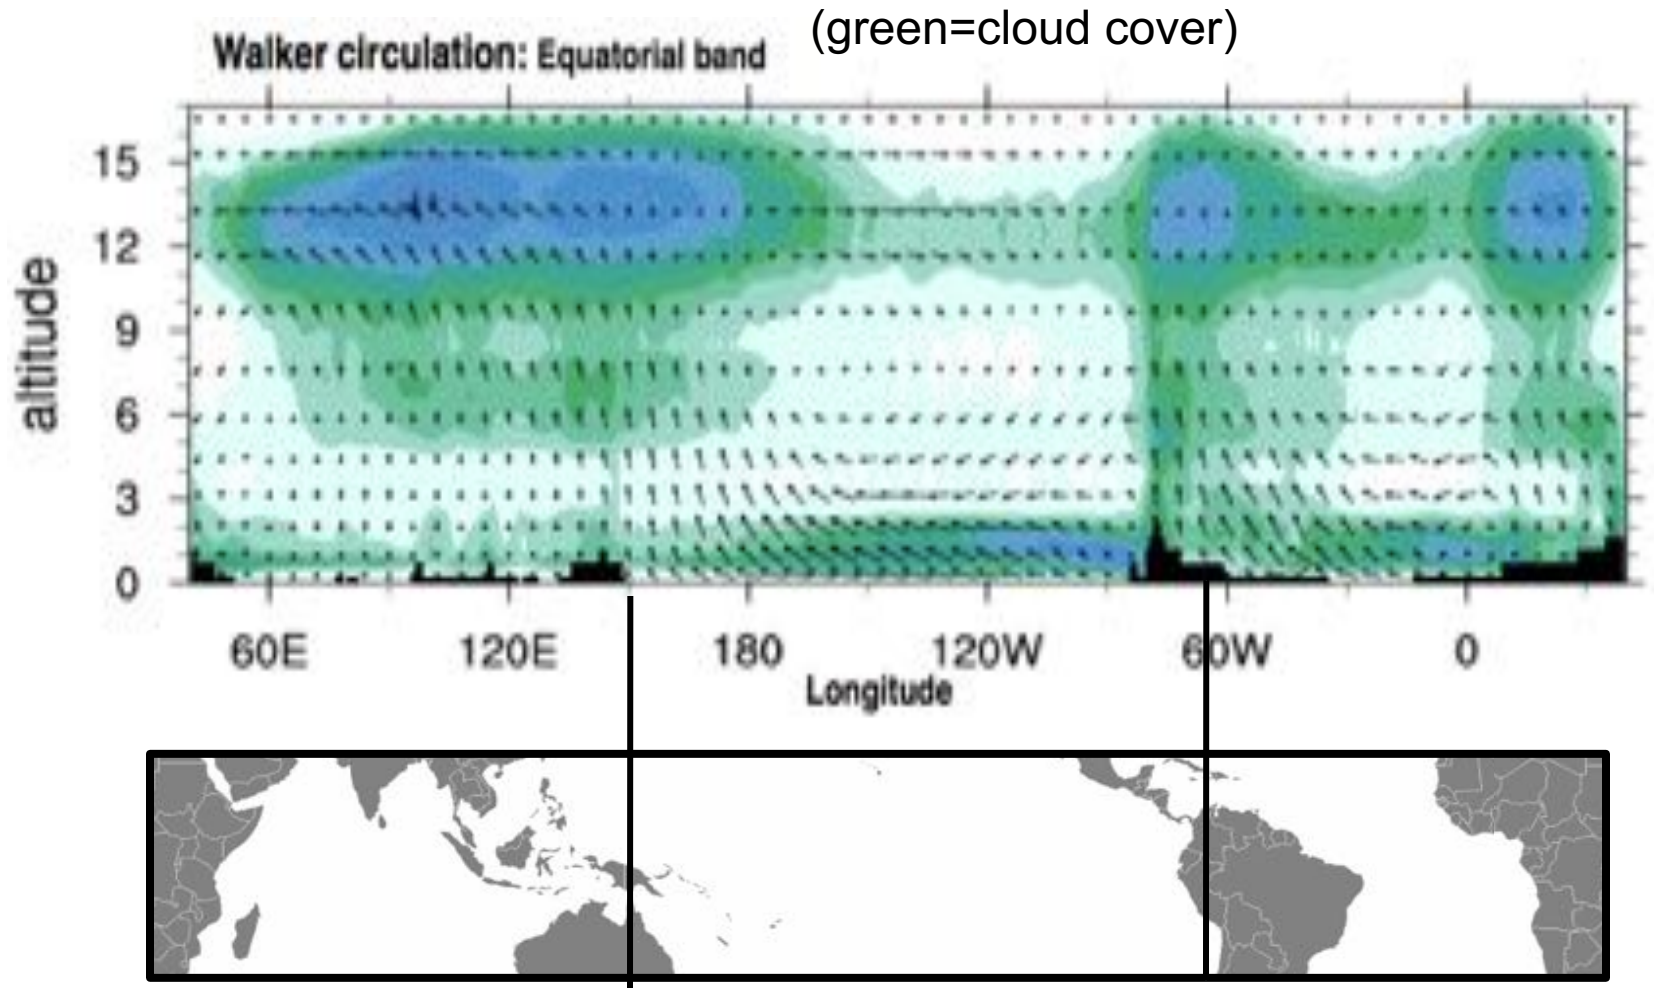 (green=cloud cover)
Walker circulation: Equatorial band
altitude
15
12
9
6
3
0
60E 120E 180 120W 60W 0
Longitude